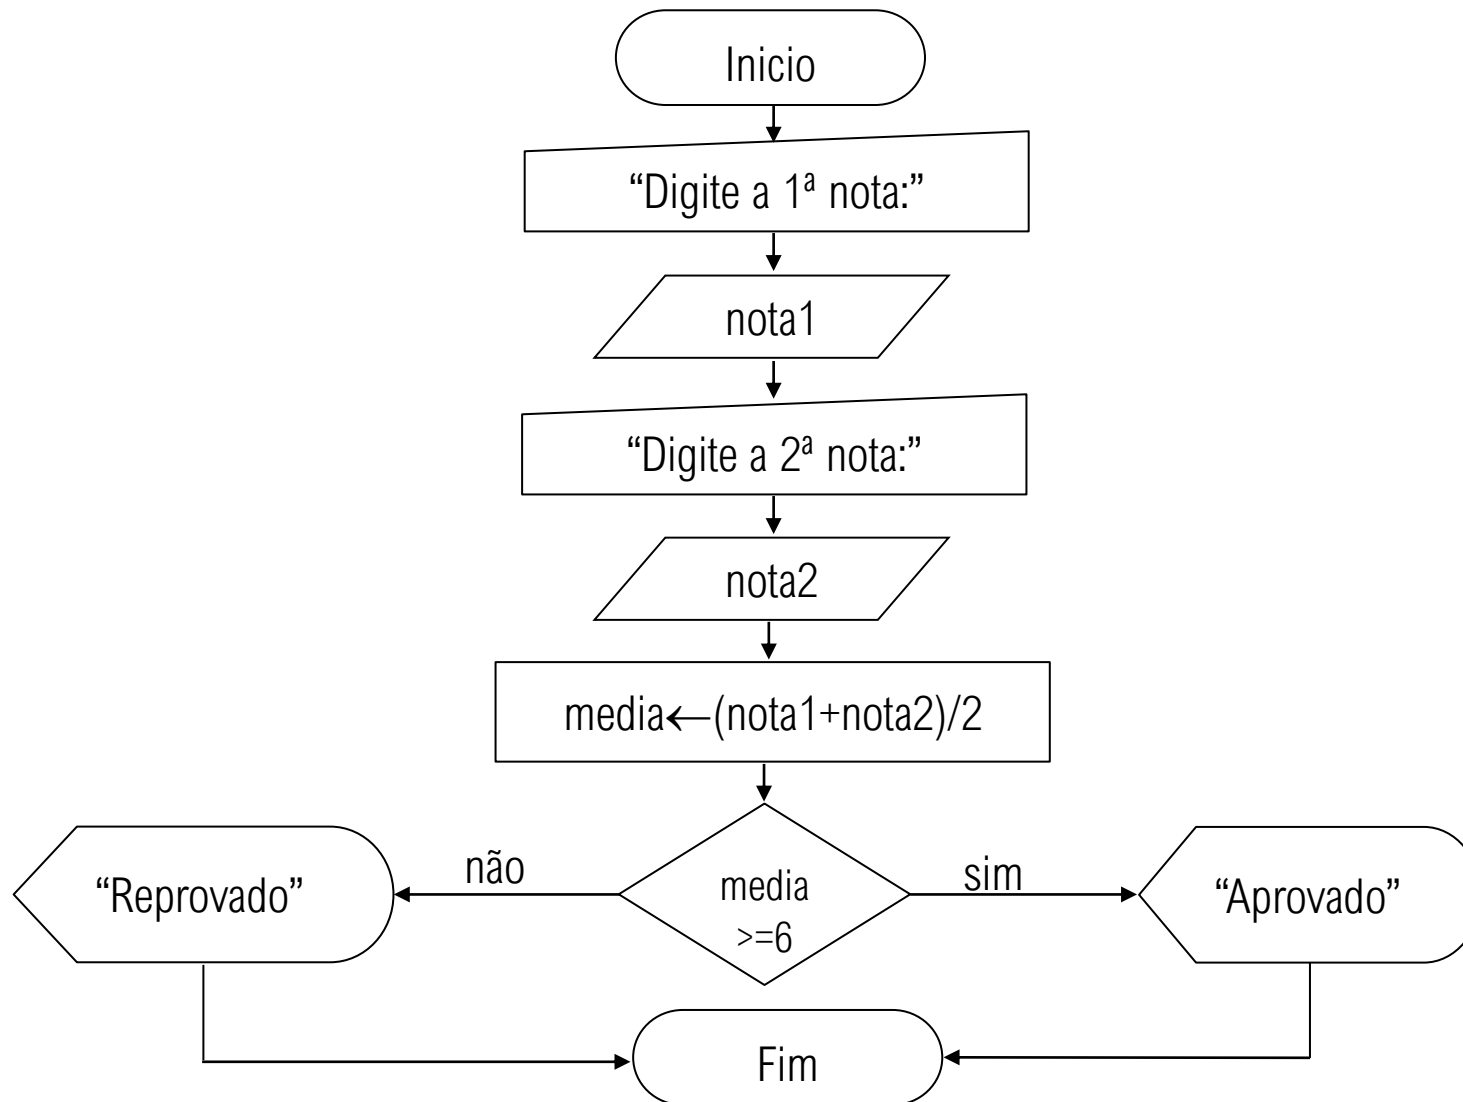 Inicio
“Digite a 1ª nota:”
nota1
“Digite a 2ª nota:”
nota2
media←(nota1+nota2)/2
não
sim
“Reprovado”
media
>=6
“Aprovado”
Fim